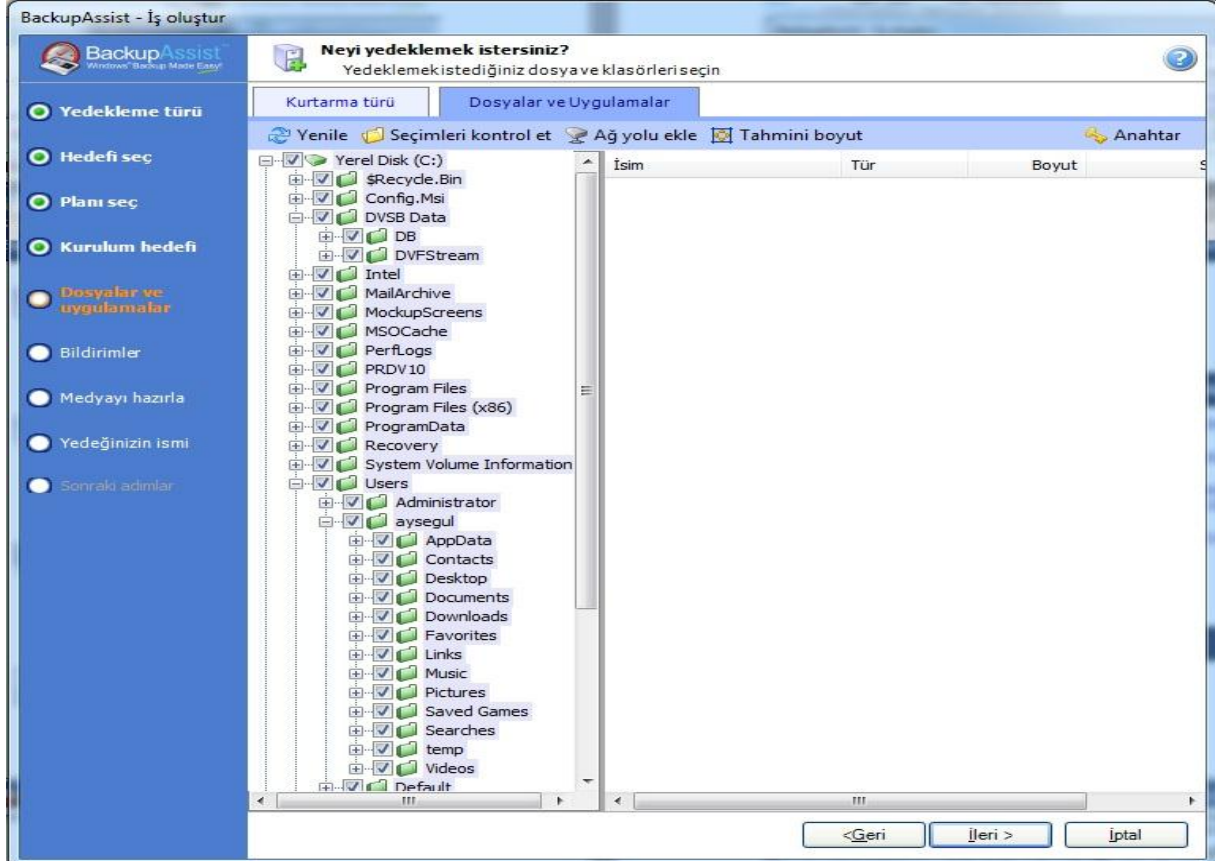 BackupAssist - İş oluştur
BackupAssist
Windows Backup Made Easy!
Neyi yedeklemek istersiniz?
Yedeklemek istediğiniz dosya ve klasörleri seçin
Yedekleme türü
Hedefi seç
Planı seç
Kurulum hedefi
Dosyalar ve
uygulamalar
Bildirimler
Medyayı hazırla
Yedeğinizin ismi
Sonraki adımlar
Kurtarma türü
Dosyalar ve Uygulamalar
Yenile Seçimleri kontrol et Ağ yolu ekle Tahmini boyut Anahtar
Yerel Disk (C:)
$Recycle.Bin
Config.Msi
DVSB Data
DB
DVFStream
Intel
MailArchive
MockupScreens
MSOCache
PerfLogs
PRDV10
Program Files
Program Files (x86)
ProgramData
Recovery
System Volume Information
Users
Administrator
aysegul
AppData
Contacts
Desktop
Documents
Downloads
Favorites
Links
Music
Pictures
Saved Games
Searches
temp
Videos
Default
İsim Tür Boyut
<Geri İleri > İptal